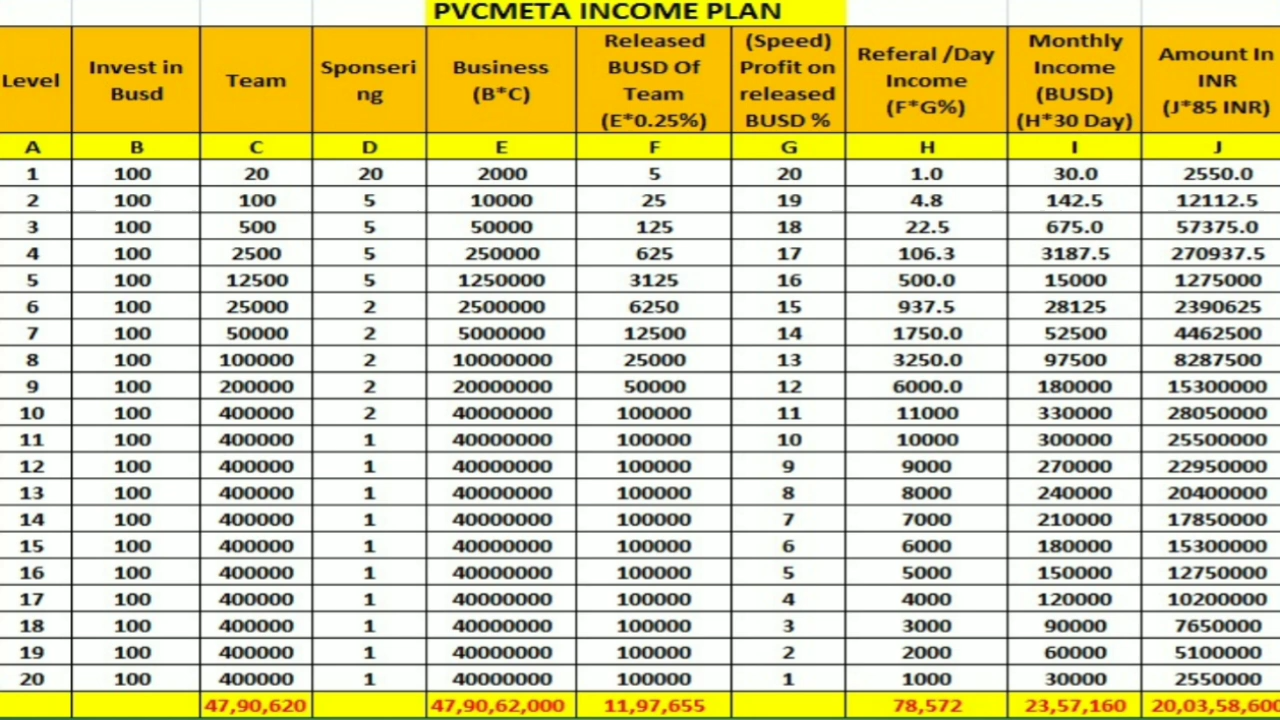 PVCMETA INCOME PLAN
Level Invest in Busd Team Sponsering Business (B*C) Released BUSD Of Team (E*0.25%) (Speed) Profit on released BUSD % Referal /Day Income (F*G%) Monthly Income (BUSD) (H*30 Day) Amount In INR (J*85 INR)
A B C D E F G H I J
1 100 20 20 2000 5 20 1.0 30.0 2550.0
2 100 100 5 10000 25 19 4.8 142.5 12112.5
3 100 500 5 50000 125 18 22.5 675.0 57375.0
4 100 2500 5 250000 625 17 106.3 3187.5 270937.5
5 100 12500 5 1250000 3125 16 500.0 15000 1275000
6 100 25000 2 2500000 6250 15 937.5 28125 2390625
7 100 50000 2 5000000 12500 14 1750.0 52500 4462500
8 100 100000 2 10000000 25000 13 3250.0 97500 8287500
9 100 200000 2 20000000 50000 12 6000.0 180000 15300000
10 100 400000 2 40000000 100000 11 11000 330000 28050000
11 100 400000 1 40000000 100000 10 10000 300000 25500000
12 100 400000 1 40000000 100000 9 9000 270000 22950000
13 100 400000 1 40000000 100000 8 8000 240000 20400000
14 100 400000 1 40000000 100000 7 7000 210000 17850000
15 100 400000 1 40000000 100000 6 6000 180000 15300000
16 100 400000 1 40000000 100000 5 5000 150000 12750000
17 100 400000 1 40000000 100000 4 4000 120000 10200000
18 100 400000 1 40000000 100000 3 3000 90000 7650000
19 100 400000 1 40000000 100000 2 2000 60000 5100000
20 100 400000 1 40000000 100000 1 1000 30000 2550000
47,90,620 47,90,62,000 11,97,655 78,572 23,57,160 20,03,58,600